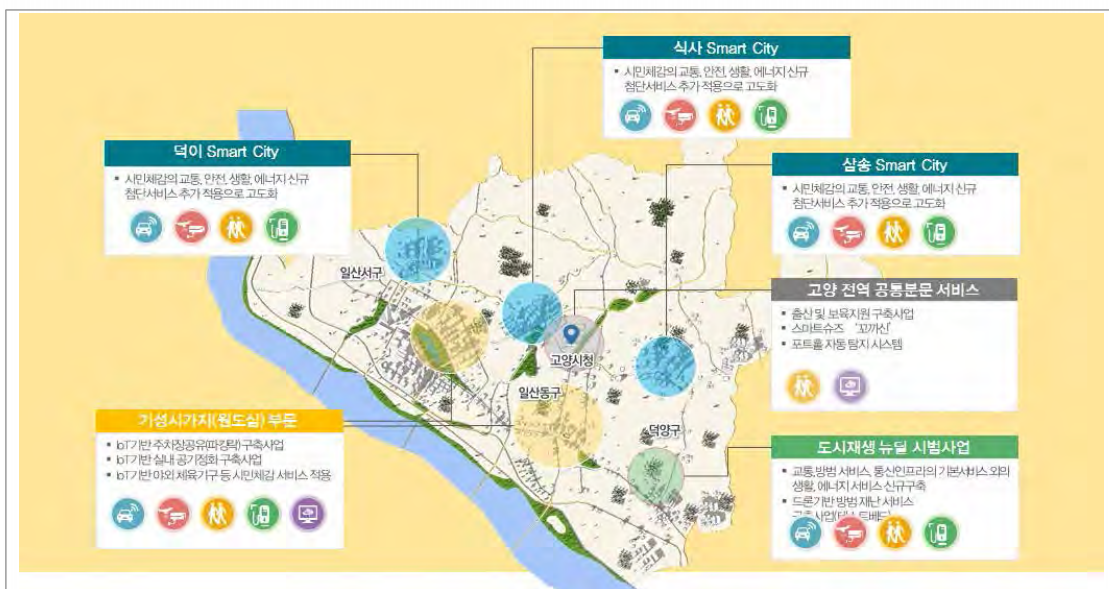 식사 Smart City
▪ 시민체감의 교통, 안전, 생활, 에너지 신규
첨단서비스 추가 적용으로 고도화
덕이 Smart City
▪ 시민체감의 교통, 안전, 생활, 에너지 신규
첨단서비스 추가 적용으로 고도화
삼송 Smart City
▪ 시민체감의 교통, 안전, 생활, 에너지 신규
첨단서비스 추가 적용으로 고도화
일산서구
고양 전역 공통분문 서비스
▪ 출산 및 보육지원 구축사업
▪ 스마트슈즈 '꼬까신'
▪ 포트홀 자동 탐지 시스템
고양시청
일산동구
덕양구
기성시가지(원도심) 부문
▪ IoT기반 주차장공유(파킹락) 구축사업
▪ IoT기반 실내 공기정화 구축사업
▪ IoT기반 야외 체육기구 등 시민체감 서비스 적용
도시재생 뉴딜 시범사업
▪ 교통, 방범 서비스, 통신인프라의 기본서비스 외의
생활, 에너지 서비스 신규구축
▪ 드론기반 방범 재난 서비스
구축사업(테스트베드)